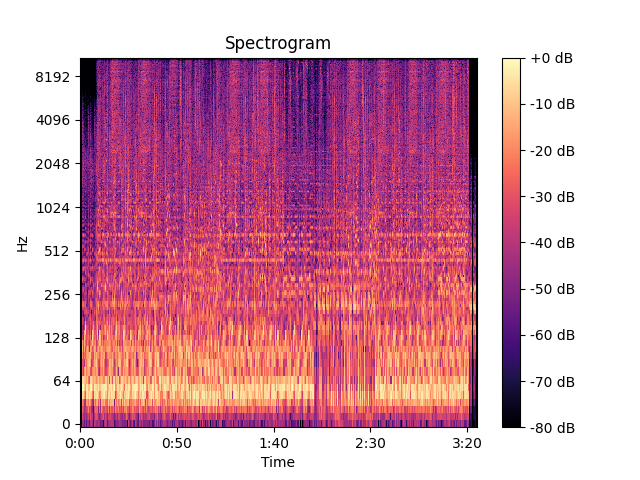 Spectrogram
Hz
8192
4096
2048
1024
512
256
128
64
0
0:00
0:50
1:40
2:30
3:20
Time
+0 dB
-10 dB
-20 dB
-30 dB
-40 dB
-50 dB
-60 dB
-70 dB
-80 dB